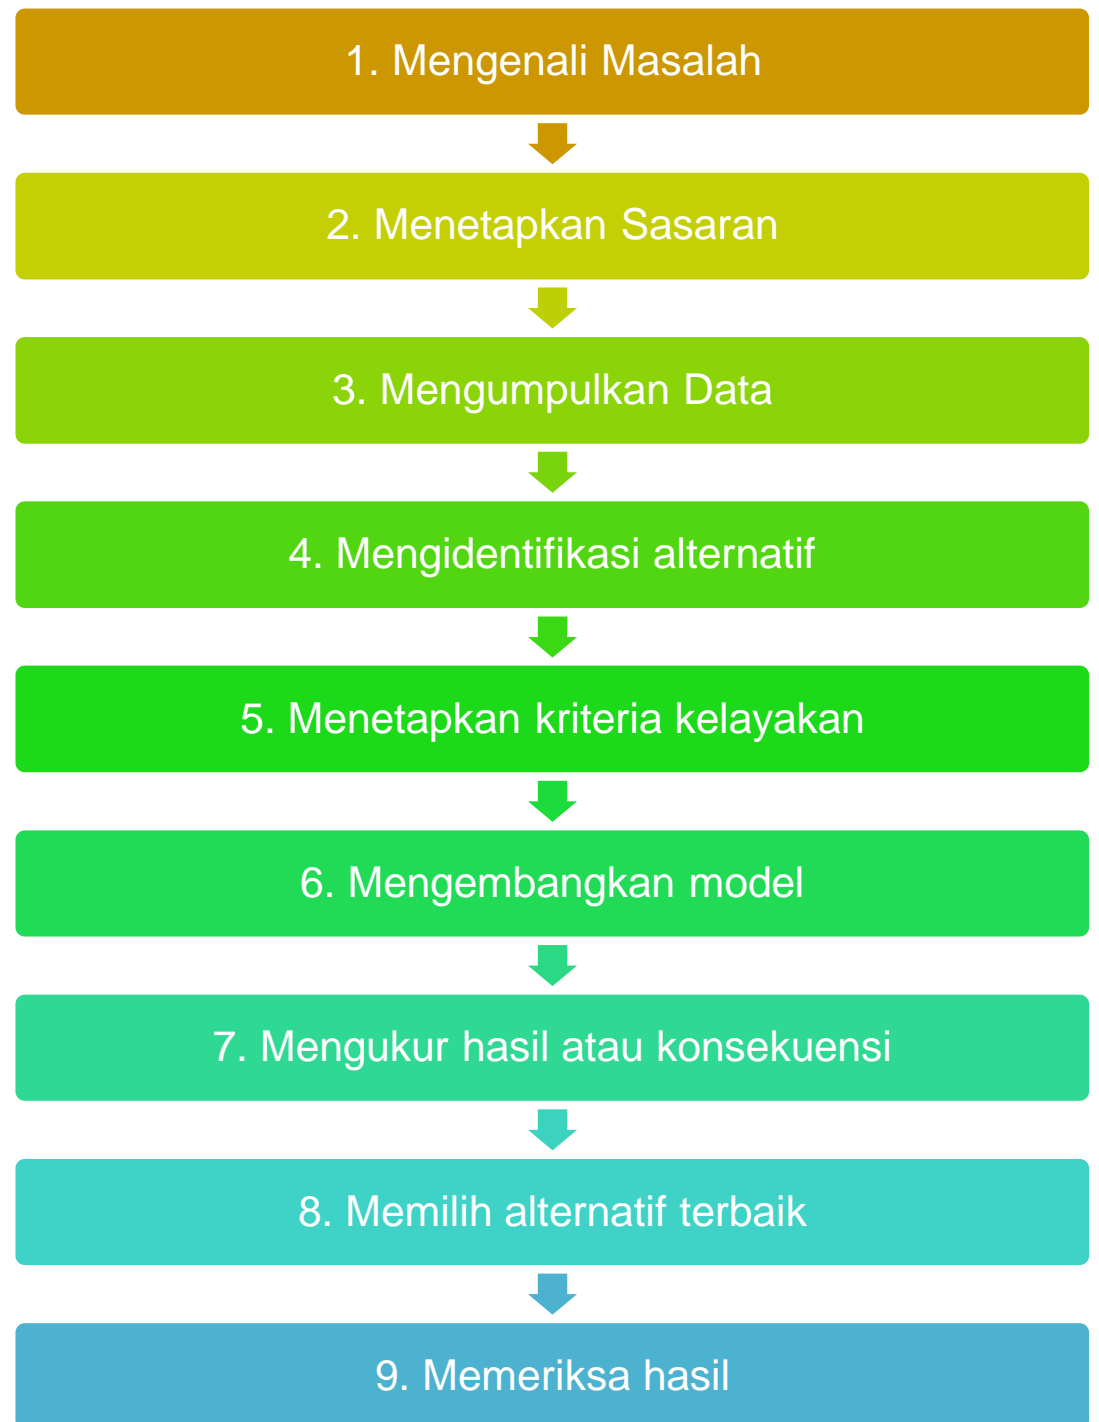 1. Mengenali Masalah
2. Menetapkan Sasaran
3. Mengumpulkan Data
4. Mengidentifikasi alternatif
5. Menetapkan kriteria kelayakan
6. Mengembangkan model
7. Mengukur hasil atau konsekuensi
8. Memilih alternatif terbaik
9. Memeriksa hasil